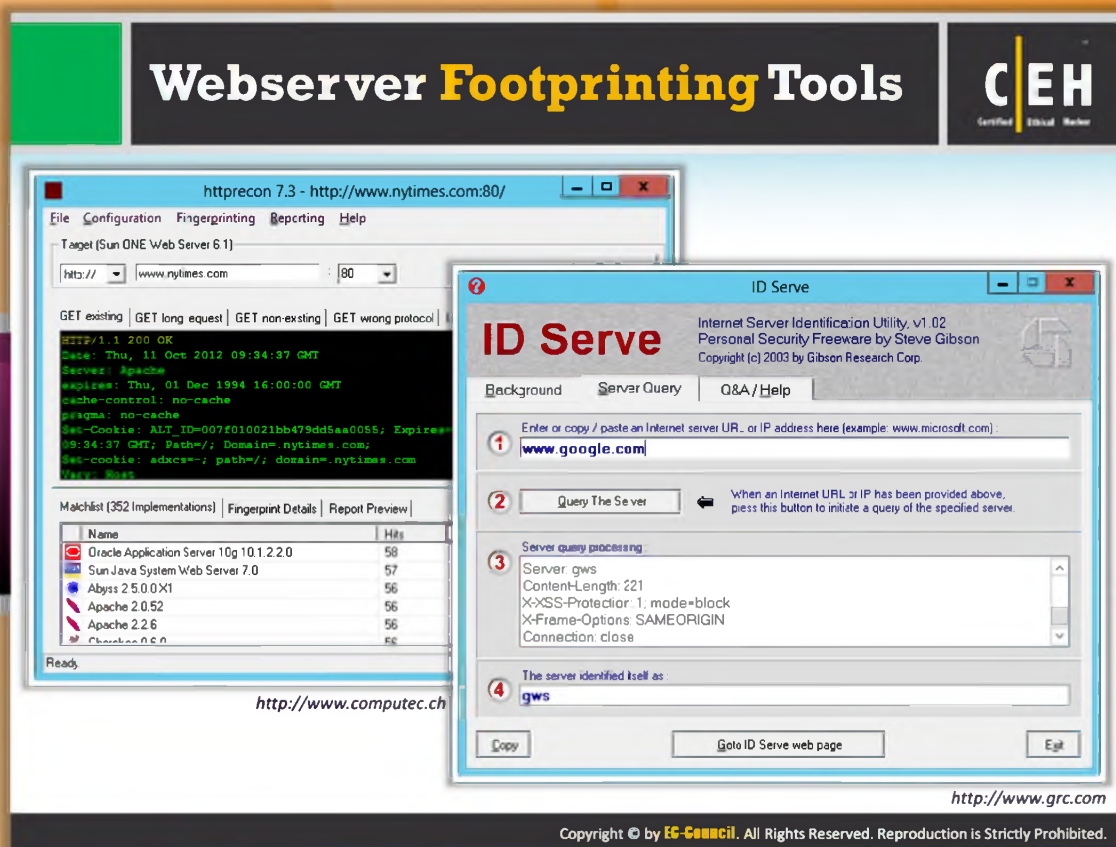 Webserver Footprinting Tools
C|EH
Certified Ethical Hacker
httprecon 7.3 - http://www.nytimes.com:80/
File Configuration Fingerprinting Reporting Help
Target (Sun ONE Web Server 6.1)
http:// www.nytimes.com : 80
GET existing GET long equest GET non-existing GET wrong protocol
HTTP/1.1 200 OK
Date: Thu, 11 Oct 2012 09:34:37 GMT
Server: Apache
expires: Thu, 01 Dec 1994 16:00:00 GMT
cache-control: no-cache
pragma: no-cache
Set-Cookie: ALT_ID=007f010021bb479dd5aa0055; Expires=
09:34:37 GMT; Path=/; Domain=.nytimes.com;
Set-cookie: adxcs=-; path=/; domain=.nytimes.com
Vary: Host
Matchlist (352 Implementations) Fingerprint Details Report Preview
Name Hits
Oracle Application Server 10g 10.1.2.2.0 58
Sun Java System Web Server 7.0 57
Abyss 2.5.0.0 X1 56
Apache 2.0.52 56
Apache 2.2.6 56
Cherokee 0.6.0 56
Ready.
http://www.computec.ch
ID Serve
ID Serve
Internet Server Identification Utility, v1.02
Personal Security Freeware by Steve Gibson
Copyright (c) 2003 by Gibson Research Corp.
Background Server Query Q&A / Help
1 Enter or copy / paste an Internet server URL or IP address here (example: www.microsoft.com) :
www.google.com
2 Query The Server
When an Internet URL or IP has been provided above,
press this button to initiate a query of the specified server.
3 Server query processing :
Server: gws
Content-Length: 221
X-XSS-Protection: 1; mode=block
X-Frame-Options: SAMEORIGIN
Connection: close
4 The server identified itself as :
gws
Copy Goto ID Serve web page Exit
http://www.grc.com
Copyright © by EC-Council. All Rights Reserved. Reproduction is Strictly Prohibited.